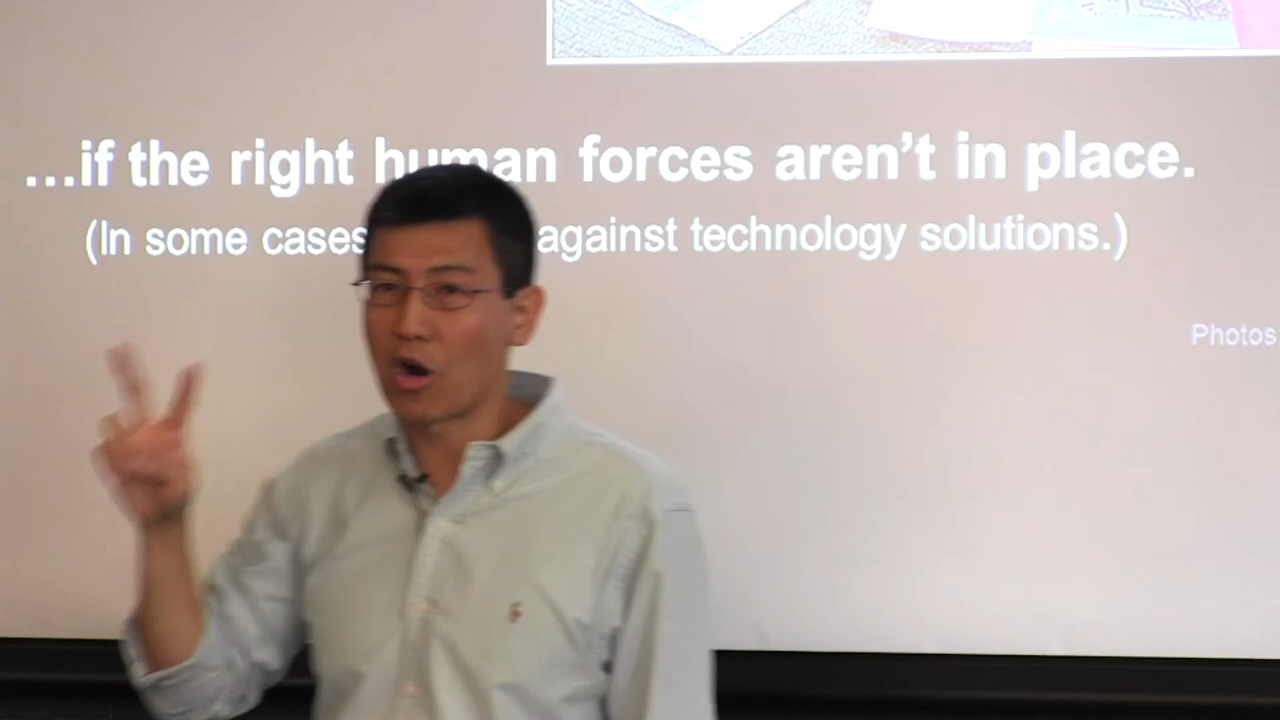 …if the right human forces aren’t in place.
(In some cases against technology solutions.)
Photos